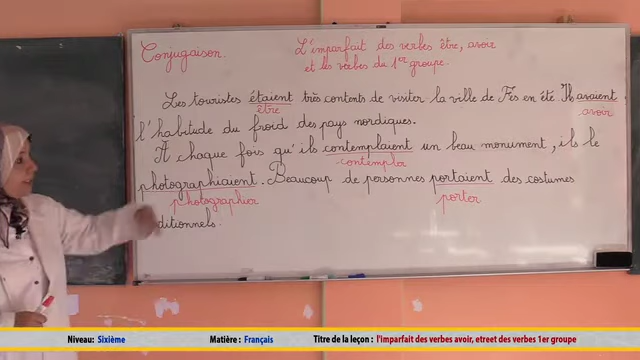 Conjugaison.
L'imparfait des verbes être, avoir
et les verbes du 1er groupe.
Les touristes étaient très contents de visiter la ville de Fes en été. Ils avaient
être
avoir
l'habitude du froid des pays nordiques.
A chaque fois qu'ils contemplaient un beau monument, ils le
contempler
photographiaient. Beaucoup de personnes portaient des costumes
photographier
porter
ditionnels.
Niveau: Sixième
Matière : Français
Titre de la leçon : l'imparfait des verbes avoir, etreet des verbes 1er groupe